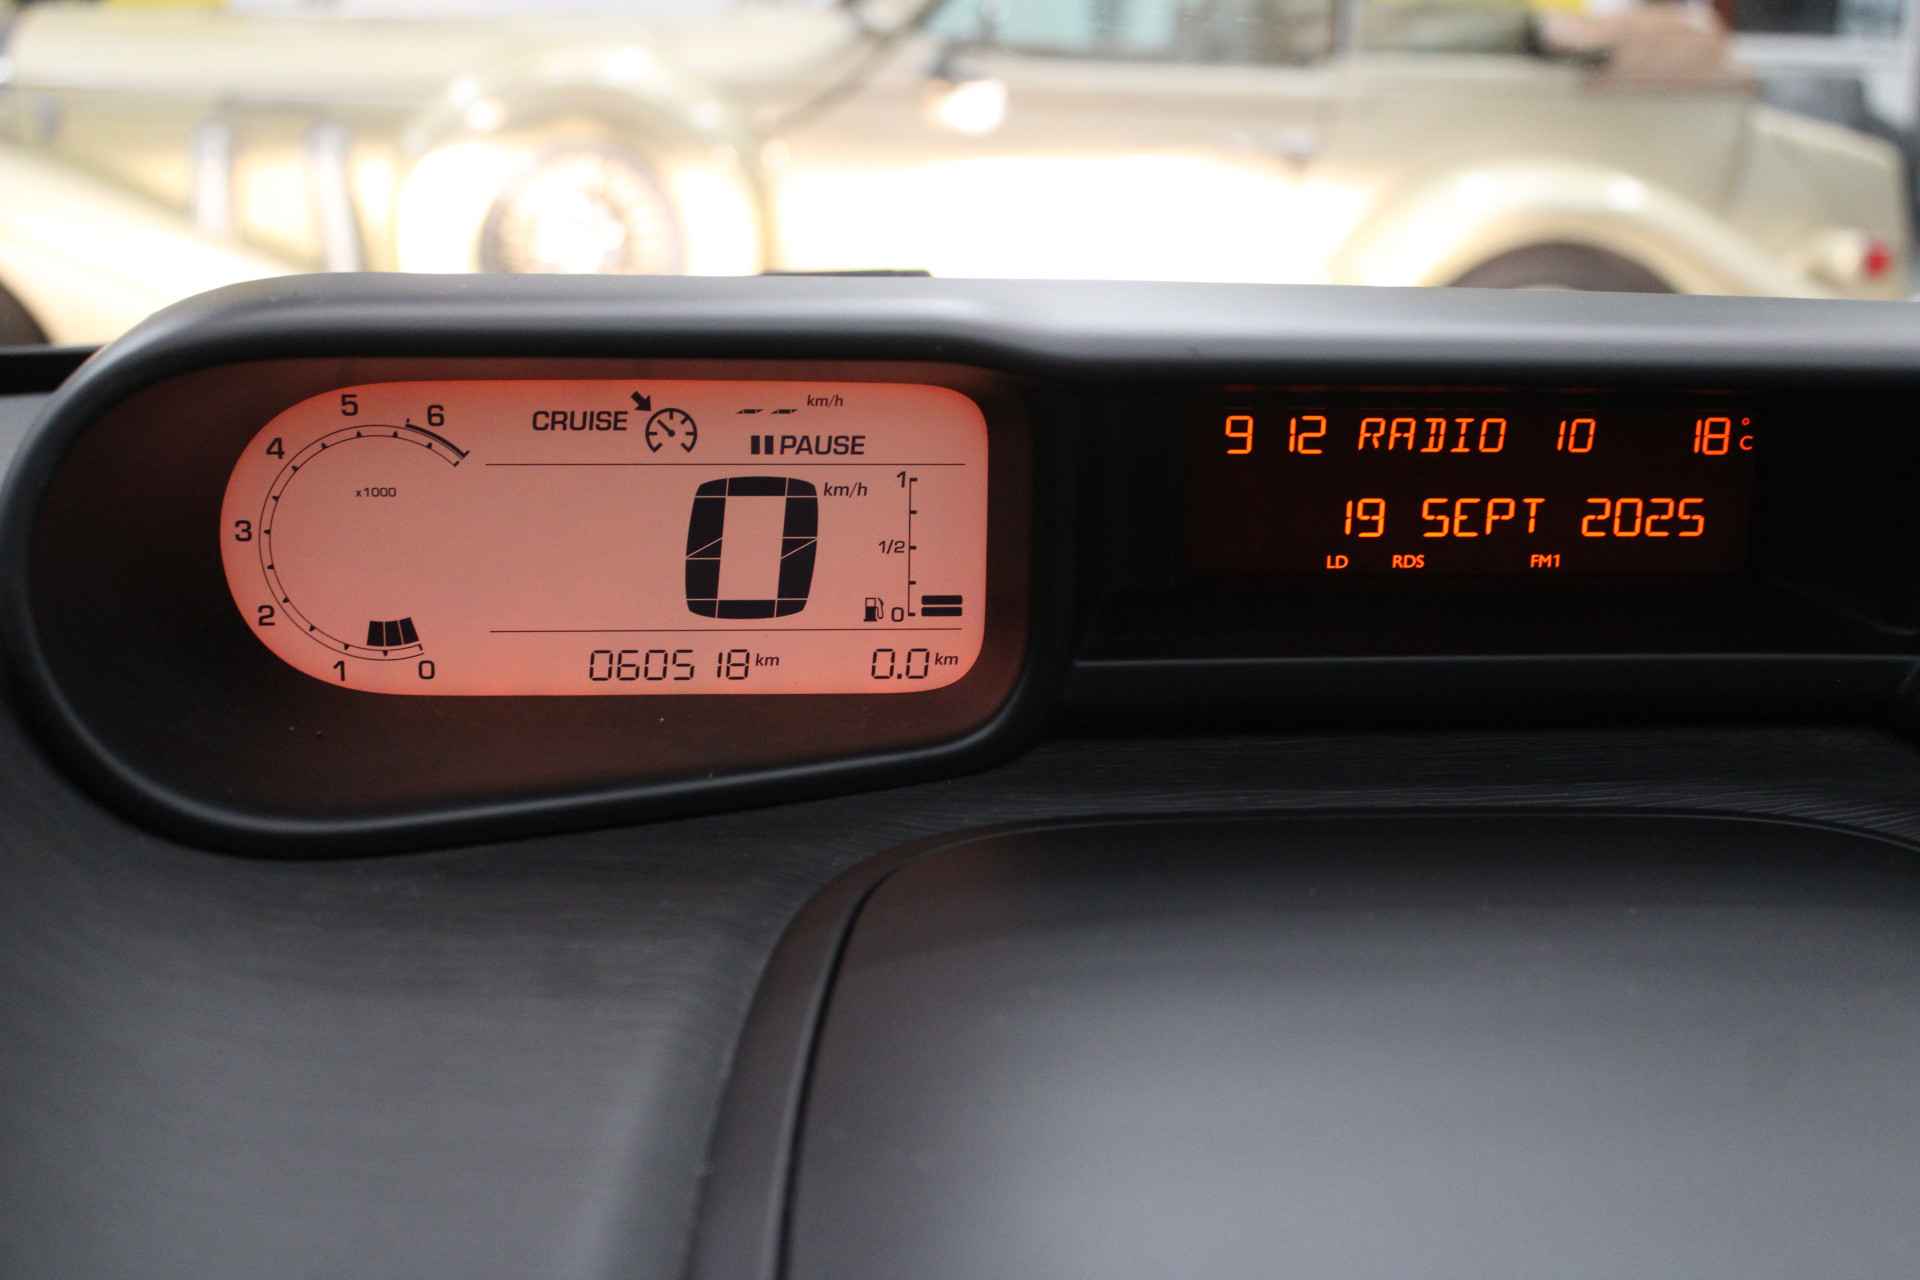 5 6
4
3
2
1 0
x1000
CRUISE -- km/h
PAUSE
0 km/h
1
1/2
0
060518 km 0.0 km
9 12 RADIO 10 18°C
19 SEPT 2025
LD RDS FM1